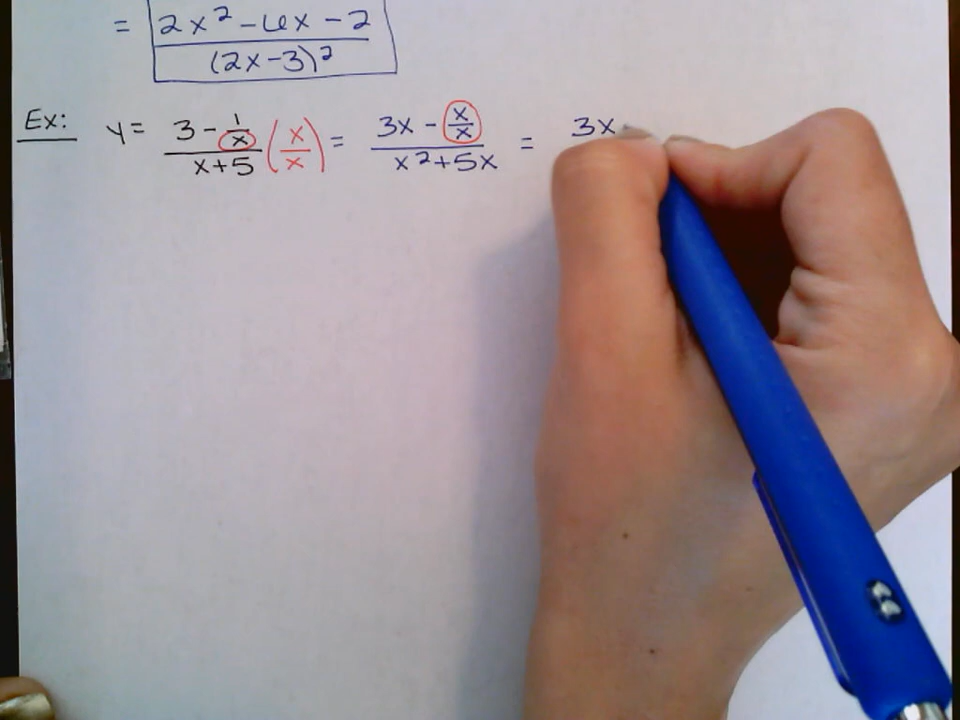 = 2x² - 6x - 2 / (2x-3)²
Ex: y = 3 - 1/x / x+5 (x/x) = 3x - x/x / x²+5x = 3x